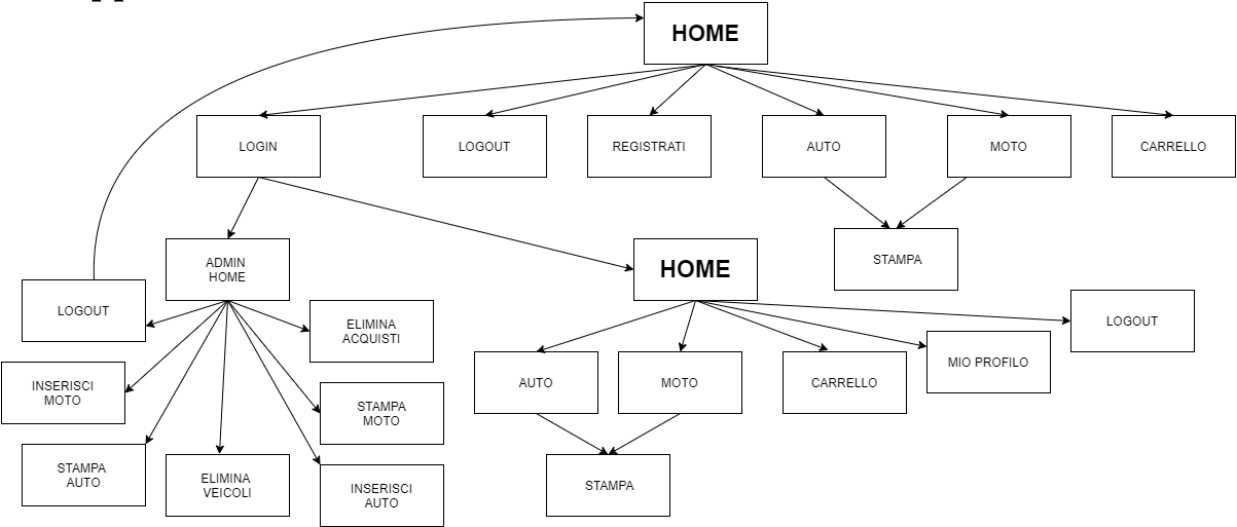 HOME
LOGIN
LOGOUT
REGISTRATI
AUTO
MOTO
CARRELLO
STAMPA
ADMIN
HOME
HOME
LOGOUT
ELIMINA
ACQUISTI
LOGOUT
INSERISCI
MOTO
STAMPA
MOTO
AUTO
MOTO
CARRELLO
MIO PROFILO
STAMPA
AUTO
ELIMINA
VEICOLI
INSERISCI
AUTO
STAMPA